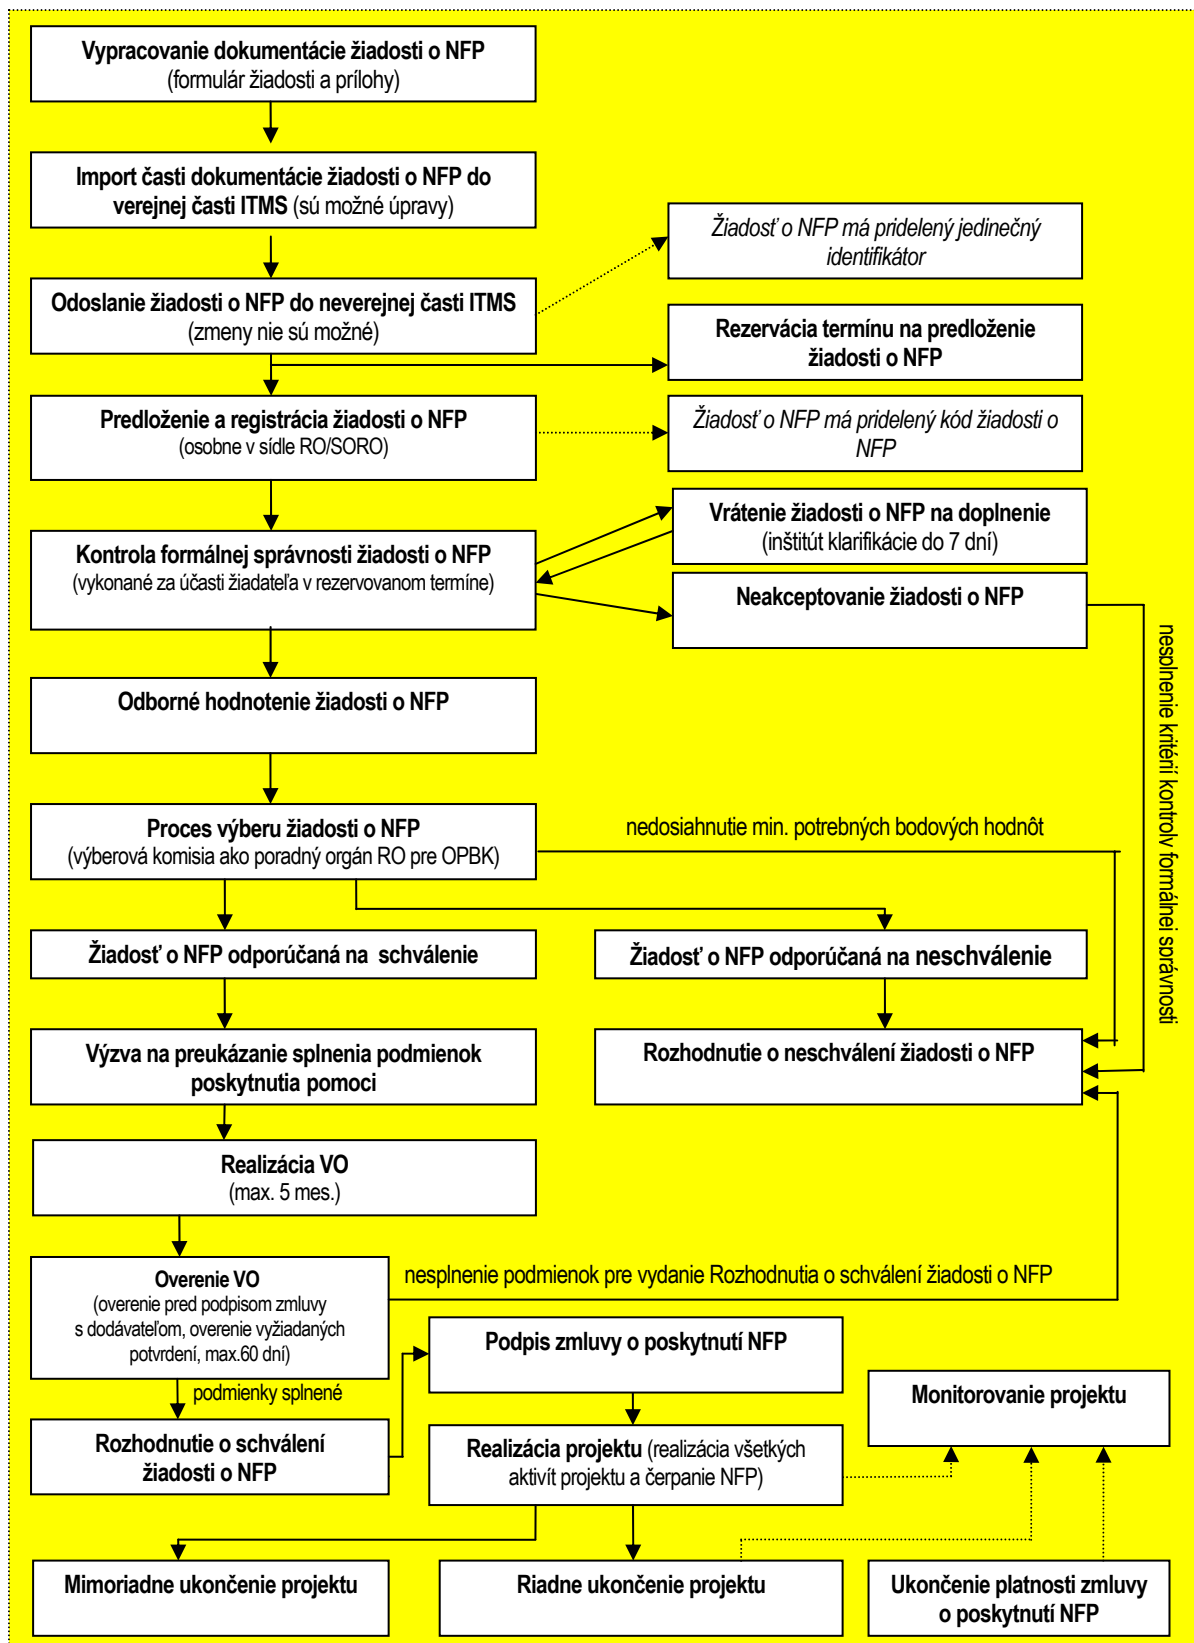 Vypracovanie dokumentácie žiadosti o NFP
(formulár žiadosti a prílohy)
Import časti dokumentácie žiadosti o NFP do
verejnej časti ITMS (sú možné úpravy)
Žiadosť o NFP má pridelený jedinečný
identifikátor
Odoslanie žiadosti o NFP do neverejnej časti ITMS
(zmeny nie sú možné)
Rezervácia termínu na predloženie
žiadosti o NFP
Predloženie a registrácia žiadosti o NFP
(osobne v sídle RO/SORO)
Žiadosť o NFP má pridelený kód žiadosti o
NFP
Vrátenie žiadosti o NFP na doplnenie
(inštitút klarifikácie do 7 dní)
Kontrola formálnej správnosti žiadosti o NFP
(vykonané za účasti žiadateľa v rezervovanom termíne)
Neakceptovanie žiadosti o NFP
nesplnenie kritérií kontroly formálnej správnosti
Odborné hodnotenie žiadosti o NFP
Proces výberu žiadosti o NFP
(výberová komisia ako poradný orgán RO pre OPBK)
nedosiahnutie min. potrebných bodových hodnôt
Žiadosť o NFP odporúčaná na schválenie
Žiadosť o NFP odporúčaná na neschválenie
Výzva na preukázanie splnenia podmienok
poskytnutia pomoci
Rozhodnutie o neschválení žiadosti o NFP
Realizácia VO
(max. 5 mes.)
Overenie VO
(overenie pred podpisom zmluvy
s dodávateľom, overenie vyžiadaných
potvrdení, max.60 dní)
nesplnenie podmienok pre vydanie Rozhodnutia o schválení žiadosti o NFP
podmienky splnené
Podpis zmluvy o poskytnutí NFP
Monitorovanie projektu
Rozhodnutie o schválení
žiadosti o NFP
Realizácia projektu (realizácia všetkých
aktivít projektu a čerpanie NFP)
Mimoriadne ukončenie projektu
Riadne ukončenie projektu
Ukončenie platnosti zmluvy
o poskytnutí NFP